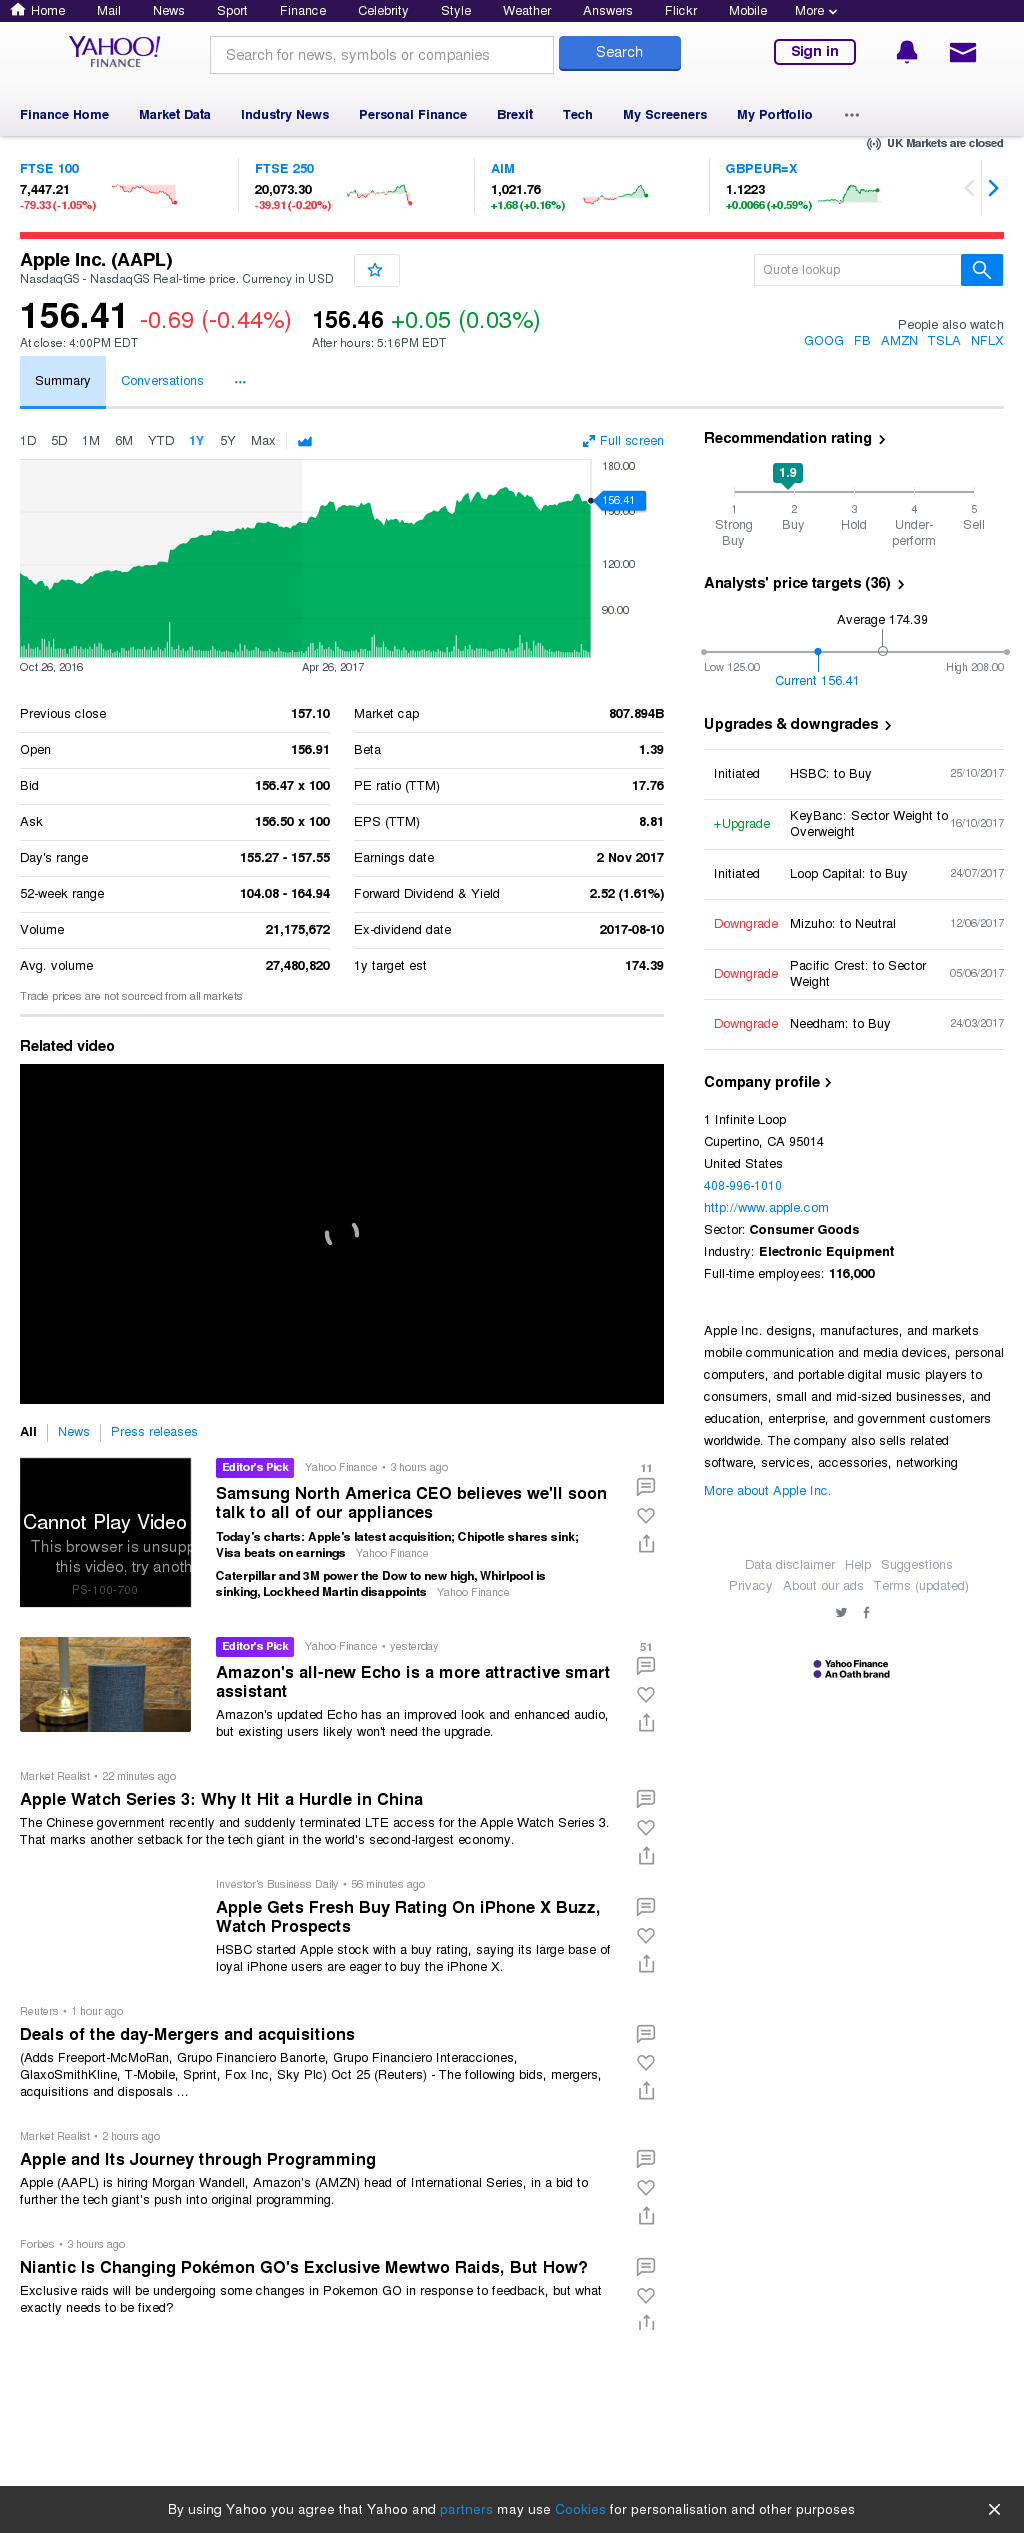 Home Mail News Sport Finance Celebrity Style Weather Answers Flickr Mobile More
YAHOO!
FINANCE
Search for news, symbols or companies
Search
Sign in
Finance Home Market Data Industry News Personal Finance Brexit Tech My Screeners My Portfolio
UK Markets are closed
FTSE 100
7,447.21
-79.33 (-1.05%)
FTSE 250
20,073.30
-39.91 (-0.20%)
AIM
1,021.76
+1.68 (+0.16%)
GBPEUR=X
1.1223
+0.0066 (+0.59%)
Apple Inc. (AAPL)
NasdaqGS - NasdaqGS Real-time price. Currency in USD
Quote lookup
156.41 -0.69 (-0.44%)
At close: 4:00PM EDT
156.46 +0.05 (0.03%)
After hours: 5:16PM EDT
People also watch
GOOG FB AMZN TSLA NFLX
Summary Conversations
1D 5D 1M 6M YTD 1Y 5Y Max
Full screen
180.00
156.41
150.00
120.00
90.00
Oct 26, 2016 Apr 26, 2017
Previous close 157.10
Open 156.91
Bid 156.47 x 100
Ask 156.50 x 100
Day's range 155.27 - 157.55
52-week range 104.08 - 164.94
Volume 21,175,672
Avg. volume 27,480,820
Market cap 807.894B
Beta 1.39
PE ratio (TTM) 17.76
EPS (TTM) 8.81
Earnings date 2 Nov 2017
Forward Dividend & Yield 2.52 (1.61%)
Ex-dividend date 2017-08-10
1y target est 174.39
Trade prices are not sourced from all markets
Related video
All News Press releases
Cannot Play Video
This browser is unsupp
this video, try anoth
PS-100-700
Editor's Pick Yahoo Finance • 3 hours ago
Samsung North America CEO believes we'll soon
talk to all of our appliances
Today's charts: Apple's latest acquisition; Chipotle shares sink;
Visa beats on earnings Yahoo Finance
Caterpillar and 3M power the Dow to new high, Whirlpool is
sinking, Lockheed Martin disappoints Yahoo Finance
11
Editor's Pick Yahoo Finance • yesterday
Amazon's all-new Echo is a more attractive smart
assistant
Amazon's updated Echo has an improved look and enhanced audio,
but existing users likely won't need the upgrade.
51
Market Realist • 22 minutes ago
Apple Watch Series 3: Why It Hit a Hurdle in China
The Chinese government recently and suddenly terminated LTE access for the Apple Watch Series 3.
That marks another setback for the tech giant in the world's second-largest economy.
Investor's Business Daily • 56 minutes ago
Apple Gets Fresh Buy Rating On iPhone X Buzz,
Watch Prospects
HSBC started Apple stock with a buy rating, saying its large base of
loyal iPhone users are eager to buy the iPhone X.
Reuters • 1 hour ago
Deals of the day-Mergers and acquisitions
(Adds Freeport-McMoRan, Grupo Financiero Banorte, Grupo Financiero Interacciones,
GlaxoSmithKline, T-Mobile, Sprint, Fox Inc, Sky Plc) Oct 25 (Reuters) - The following bids, mergers,
acquisitions and disposals ...
Market Realist • 2 hours ago
Apple and Its Journey through Programming
Apple (AAPL) is hiring Morgan Wandell, Amazon's (AMZN) head of International Series, in a bid to
further the tech giant's push into original programming.
Forbes • 3 hours ago
Niantic Is Changing Pokémon GO's Exclusive Mewtwo Raids, But How?
Exclusive raids will be undergoing some changes in Pokemon GO in response to feedback, but what
exactly needs to be fixed?
Recommendation rating
1.9
1 2 3 4 5
Strong Buy Hold Under- Sell
Buy perform
Analysts' price targets (36)
Average 174.39
Low 125.00 High 208.00
Current 156.41
Upgrades & downgrades
Initiated HSBC: to Buy 25/10/2017
+Upgrade KeyBanc: Sector Weight to
Overweight 16/10/2017
Initiated Loop Capital: to Buy 24/07/2017
Downgrade Mizuho: to Neutral 12/06/2017
Downgrade Pacific Crest: to Sector
Weight 05/06/2017
Downgrade Needham: to Buy 24/03/2017
Company profile
1 Infinite Loop
Cupertino, CA 95014
United States
408-996-1010
http://www.apple.com
Sector: Consumer Goods
Industry: Electronic Equipment
Full-time employees: 116,000
Apple Inc. designs, manufactures, and markets
mobile communication and media devices, personal
computers, and portable digital music players to
consumers, small and mid-sized businesses, and
education, enterprise, and government customers
worldwide. The company also sells related
software, services, accessories, networking
More about Apple Inc.
Data disclaimer Help Suggestions
Privacy About our ads Terms (updated)
Yahoo Finance
An Oath brand
By using Yahoo you agree that Yahoo and partners may use Cookies for personalisation and other purposes